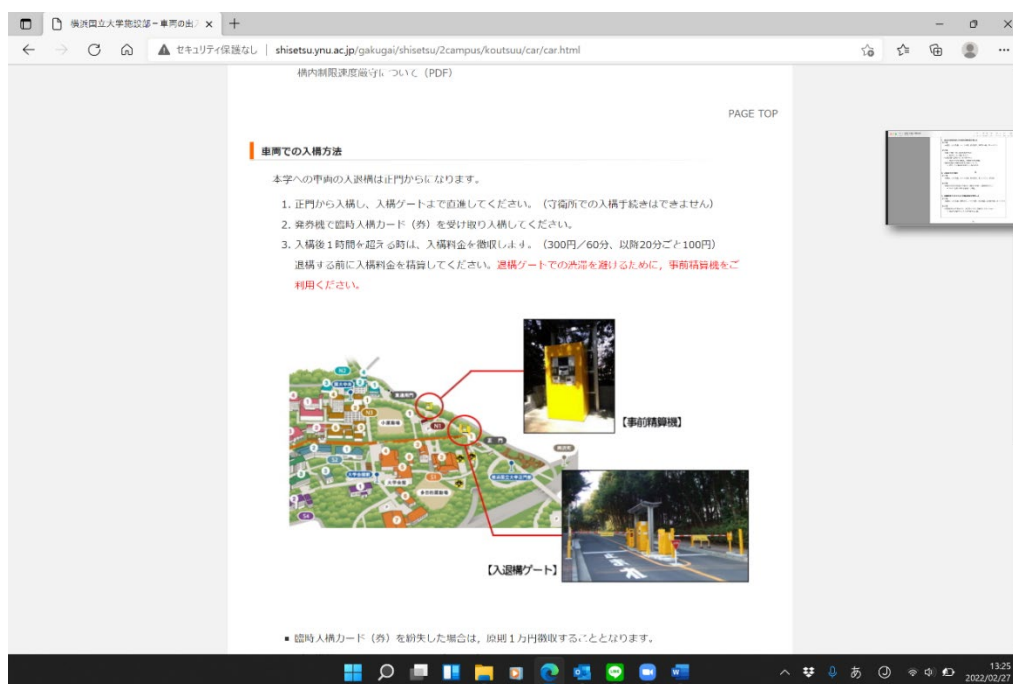 横浜国立大学施設部 - 車両の出入
セキュリティ保護なし | shisetsu.ynu.ac.jp/gakugai/shisetsu/2campus/koutsuu/car/car.html
構内制限速度厳守について (PDF)
PAGE TOP
車両での入構方法
本学への車両の入退構は正門からになります。
1. 正門から入構し、入構ゲートまで直進してください。（守衛所での入構手続きはできません）
2. 発券機で臨時入構カード（券）を受け取り入構してください。
3. 入構後１時間を超える時は、入構料金を徴収します。（300円／60分、以降20分ごと100円）
退構する前に入構料金を精算してください。退構ゲートでの渋滞を避けるために，事前精算機をご
利用ください。
【事前精算機】
【入退構ゲート】
■ 臨時入構カード（券）を紛失した場合は，原則１万円徴収することとなります。
あ
13:25
2022/02/27